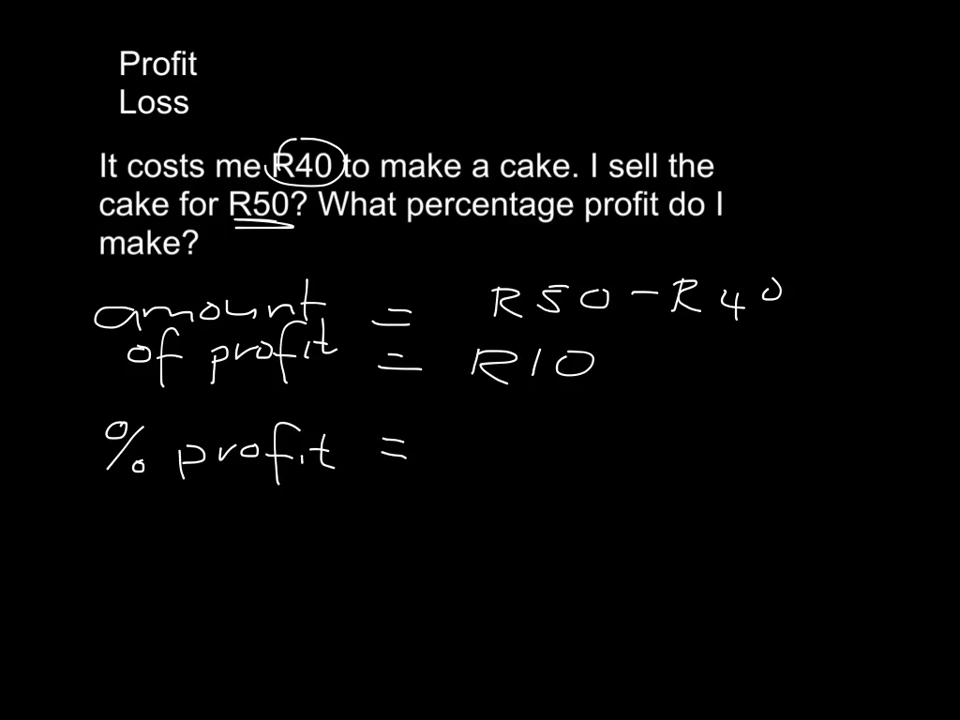 Profit
Loss
It costs me R40 to make a cake. I sell the
cake for R50? What percentage profit do I
make?
amount = R50 - R40
of profit = R10
% profit =